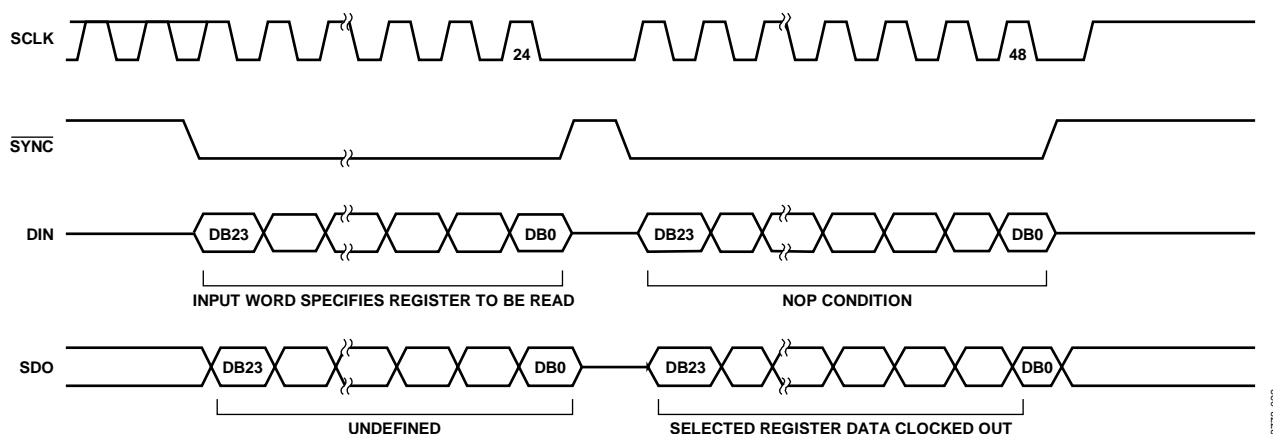 SCLK
24
48
SYNC
DIN
DB23
DB0
DB23
DB0
INPUT WORD SPECIFIES REGISTER TO BE READ
NOP CONDITION
SDO
DB23
DB0
DB23
DB0
UNDEFINED
SELECTED REGISTER DATA CLOCKED OUT